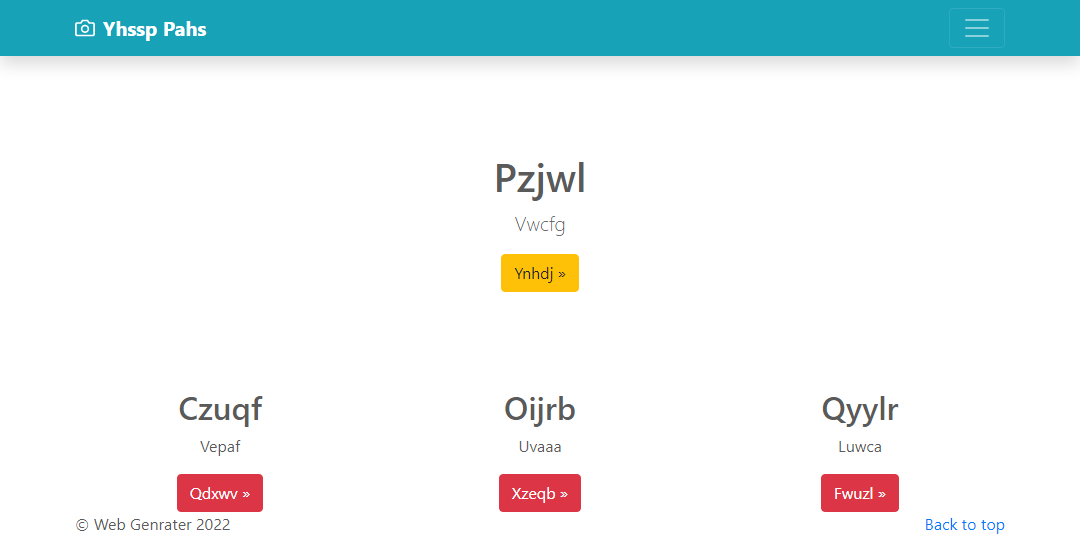 Yhssp Pahs
Pzjwl
Vwcfg
Ynhdj »
Czuqf
Vepaf
Qdxwv »
Oijrb
Uvaaa
Xzeqb »
Qyylr
Luwca
Fwuzl »
© Web Genrater 2022
Back to top